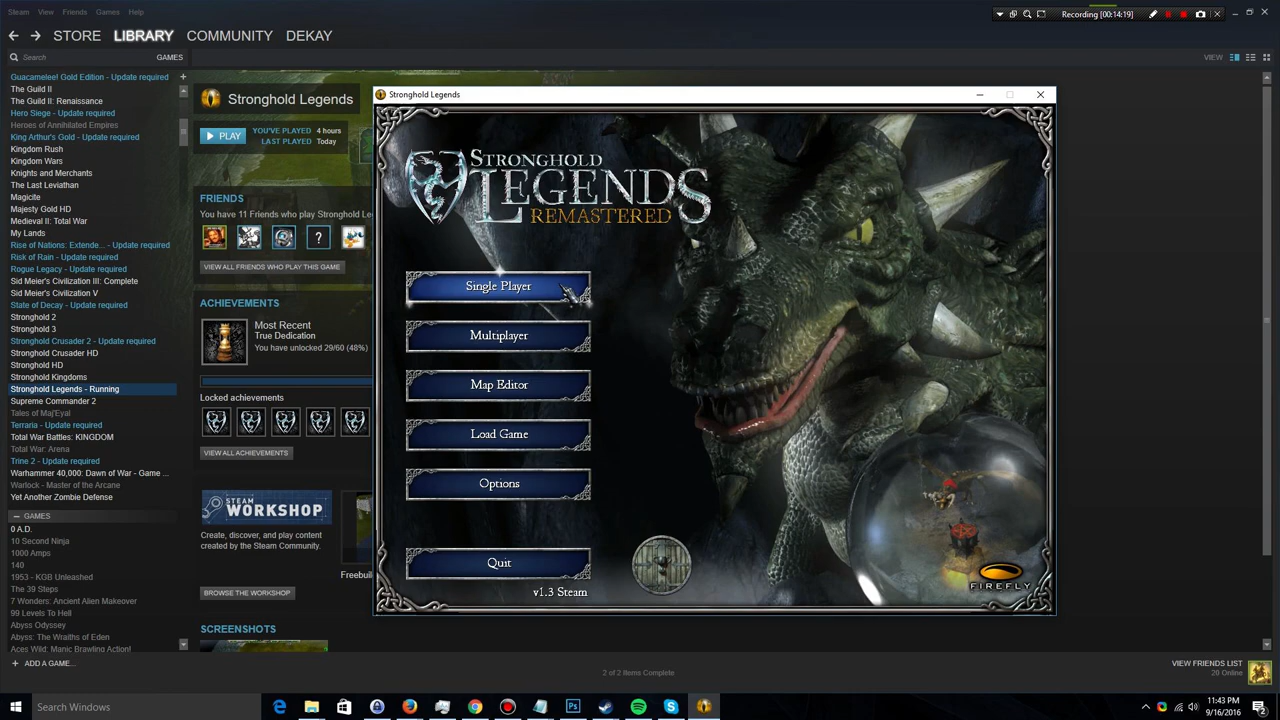 Steam View Friends Games Help
Recording [00:14:19]
STORE LIBRARY COMMUNITY DEKAY
Search GAMES
VIEW
Guacamelee! Gold Edition - Update required
The Guild II
The Guild II: Renaissance
Hero Siege - Update required
Heroes of Annihilated Empires
King Arthur's Gold - Update required
Kingdom Rush
Kingdom Wars
Knights and Merchants
The Last Leviathan
Magicite
Majesty Gold HD
Medieval II: Total War
My Lands
Rise of Nations: Extende... - Update required
Risk of Rain - Update required
Rogue Legacy - Update required
Sid Meier's Civilization III: Complete
Sid Meier's Civilization V
State of Decay - Update required
Stronghold 2
Stronghold 3
Stronghold Crusader 2 - Update required
Stronghold Crusader HD
Stronghold HD
Stronghold Kingdoms
Stronghold Legends - Running
Supreme Commander 2
Tales of Maj'Eyal
Terraria - Update required
Total War Battles: KINGDOM
Total War: Arena
Trine 2 - Update required
Warhammer 40,000: Dawn of War - Game ...
Warlock - Master of the Arcane
Yet Another Zombie Defense
GAMES
0 A.D.
10 Second Ninja
1000 Amps
140
1953 - KGB Unleashed
The 39 Steps
7 Wonders: Ancient Alien Makeover
99 Levels To Hell
Abyss Odyssey
Abyss: The Wraiths of Eden
Aces Wild: Manic Brawling Action!
ADD A GAME...
Stronghold Legends
PLAY
YOU'VE PLAYED 4 hours
LAST PLAYED Today
FRIENDS
You have 11 Friends who play Stronghold Le
?
VIEW ALL FRIENDS WHO PLAY THIS GAME
ACHIEVEMENTS
Most Recent
True Dedication
You have unlocked 29/60 (48%)
Locked achievements
VIEW ALL ACHIEVEMENTS
STEAM
WORKSHOP
Create, discover, and play content
created by the Steam Community.
Freebuil
BROWSE THE WORKSHOP
SCREENSHOTS
Stronghold Legends
STRONGHOLD
LEGENDS
REMASTERED
Single Player
Multiplayer
Map Editor
Load Game
Options
Quit
v1.3 Steam
FIREFLY
2 of 2 Items Complete
VIEW FRIENDS LIST
20 Online
Search Windows
Ps
11:43 PM
9/16/2016
2